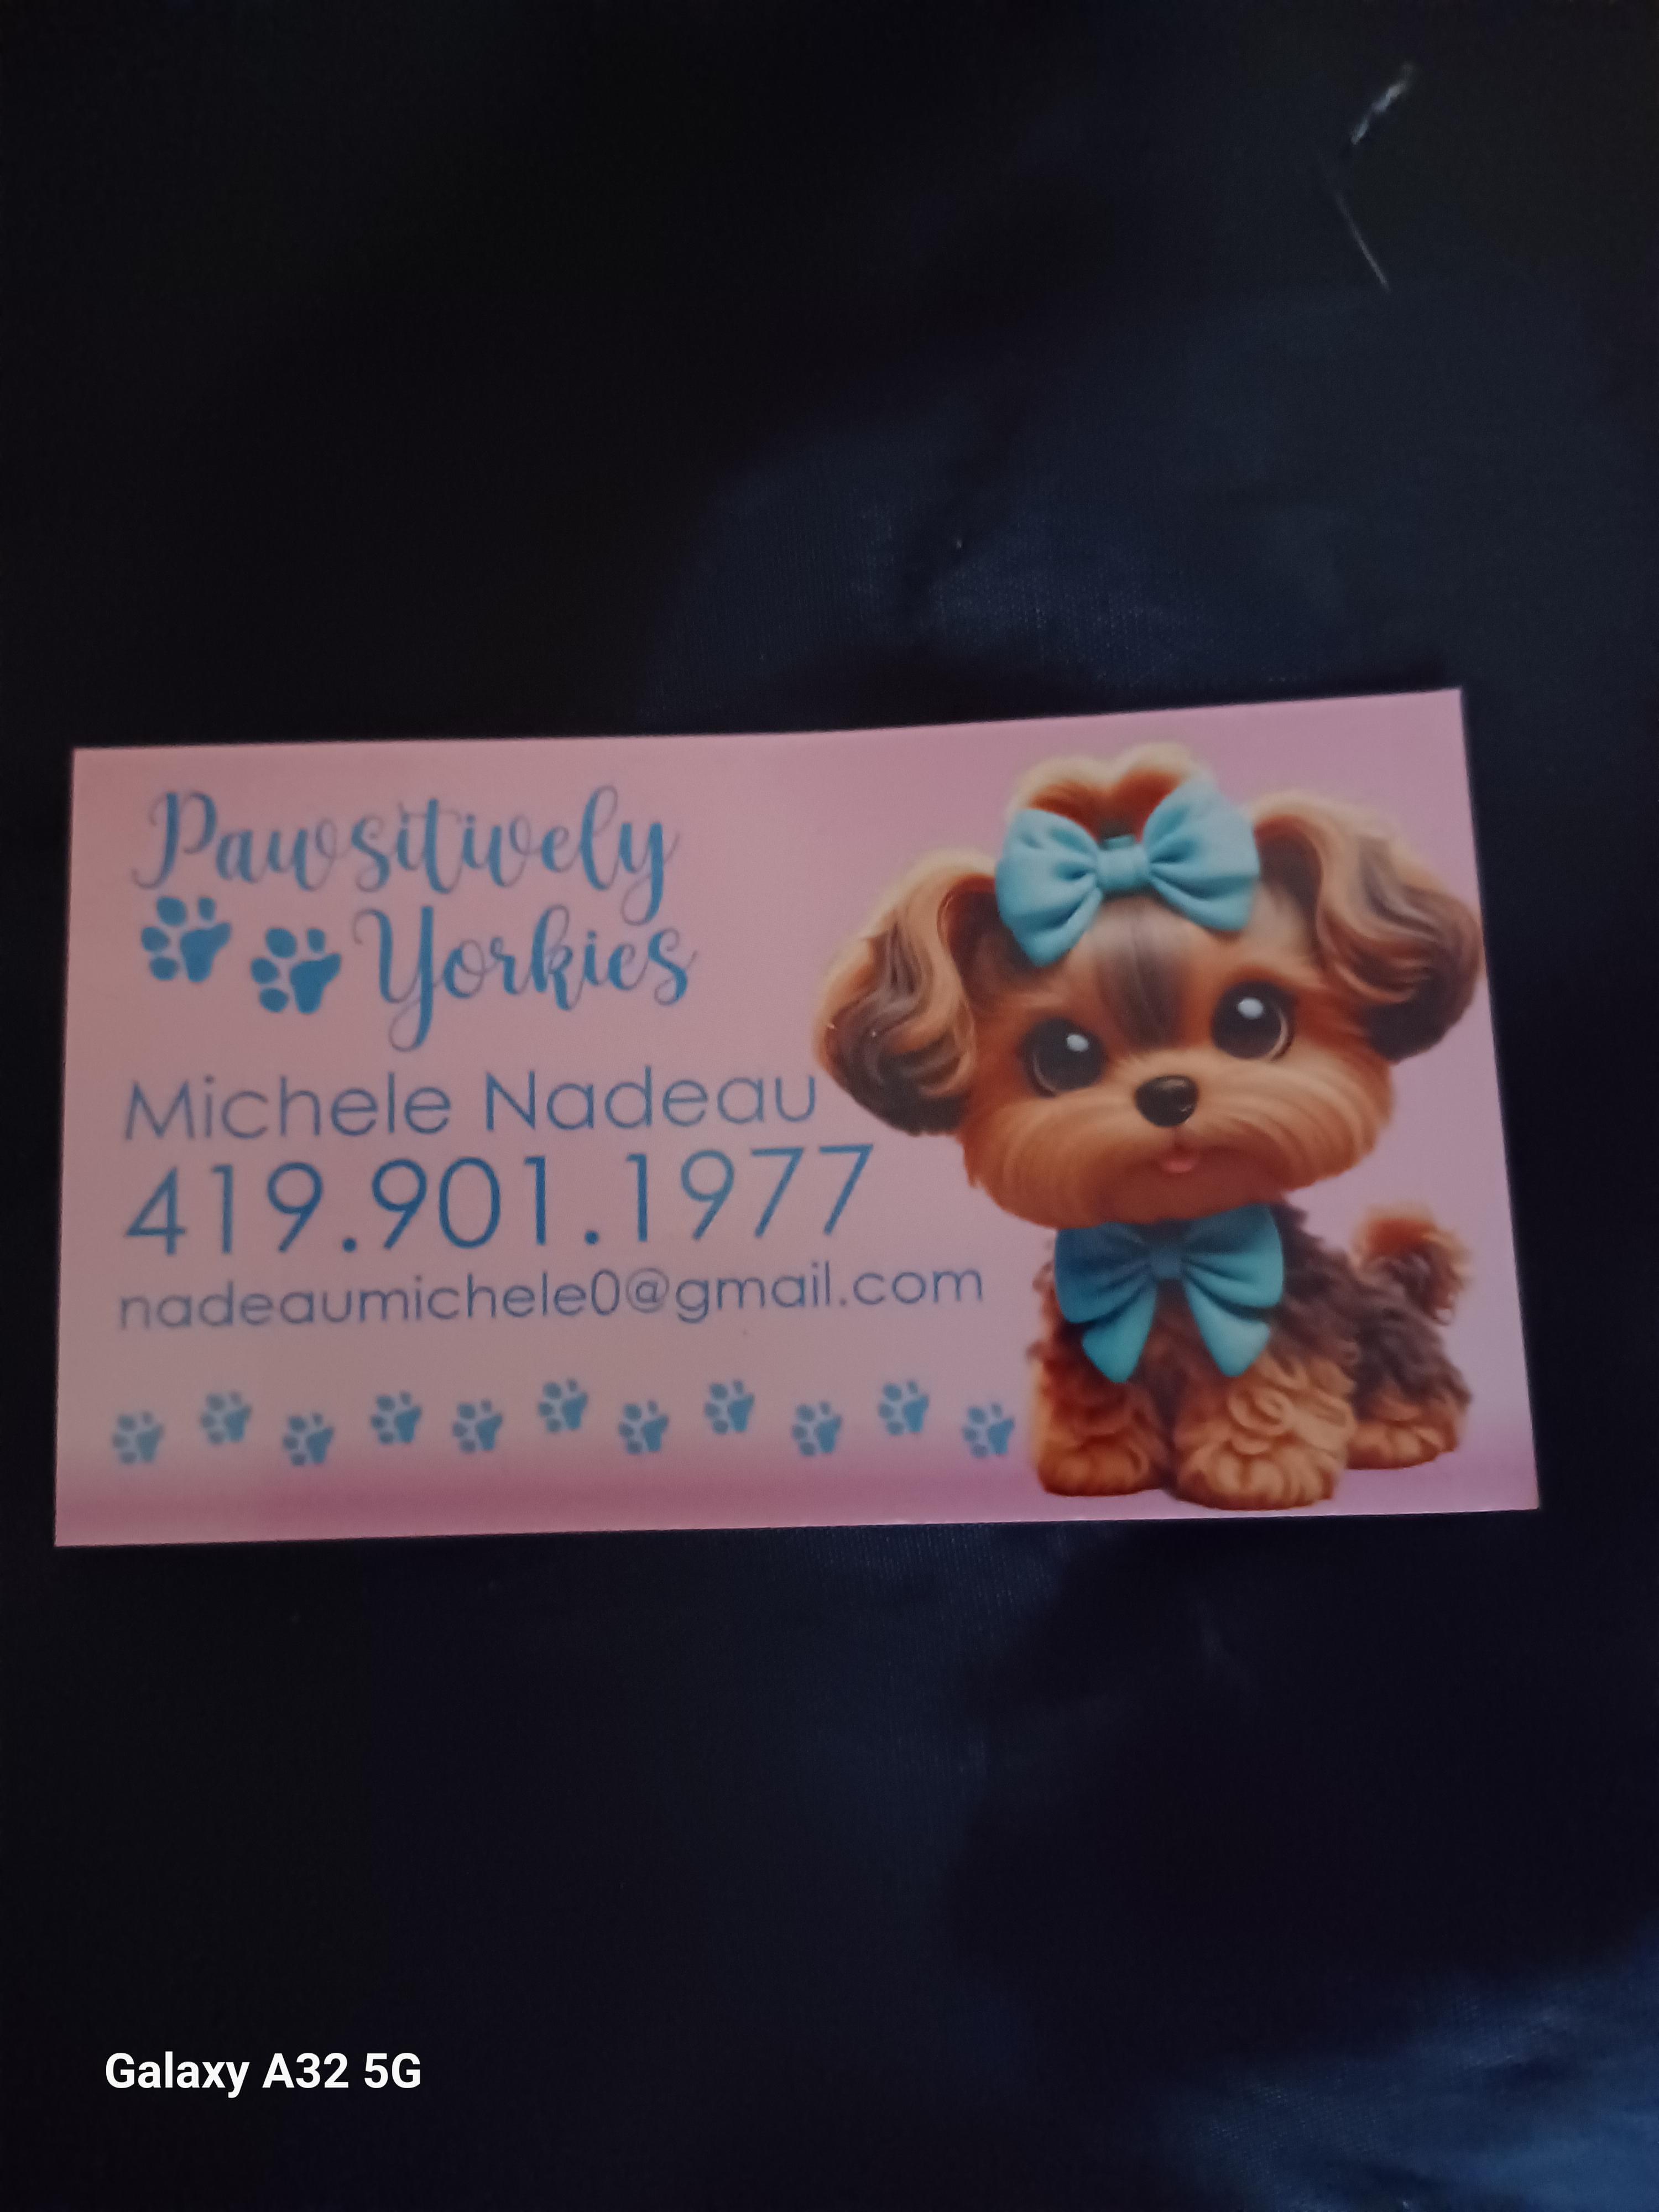 Pawsitively
Yorkies
Michele Nadeau
419.901.1977
nadeaumichele0@gmail.com
Galaxy A32 5G